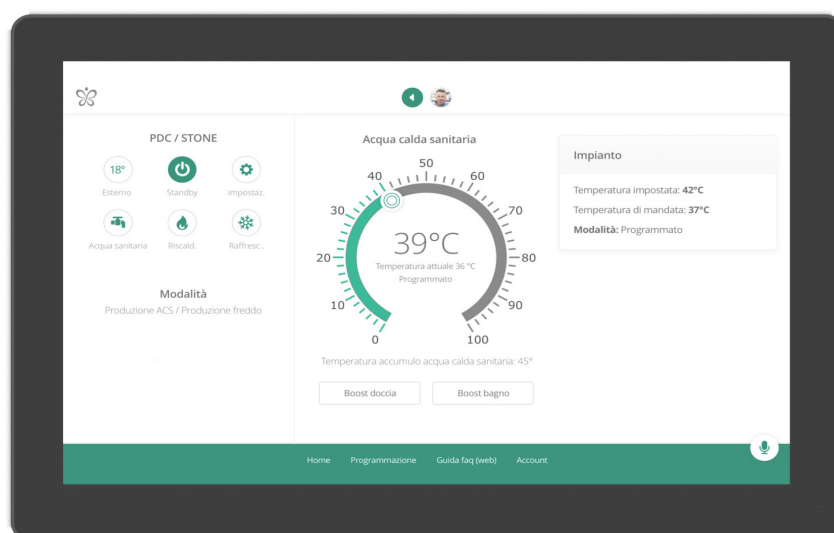 PDC / STONE
18°
Esterno
Standby
impostaz.
Acqua sanitaria
Riscald.
Raffresc .
Modalità
Produzione ACS / Produzione freddo
Acqua calda sanitaria
0
10
20
30
40
50
60
70
80
90
100
39°C
Temperatura attuale 36 °C
Programmato
Temperatura accumulo acqua calda sanitaria: 45°
Boost doccia
Boost bagno
Impianto
Temperatura impostata: 42°C
Temperatura di mandata: 37°C
Modalità: Programmato
Home Programmazione Guida faq (web) Account